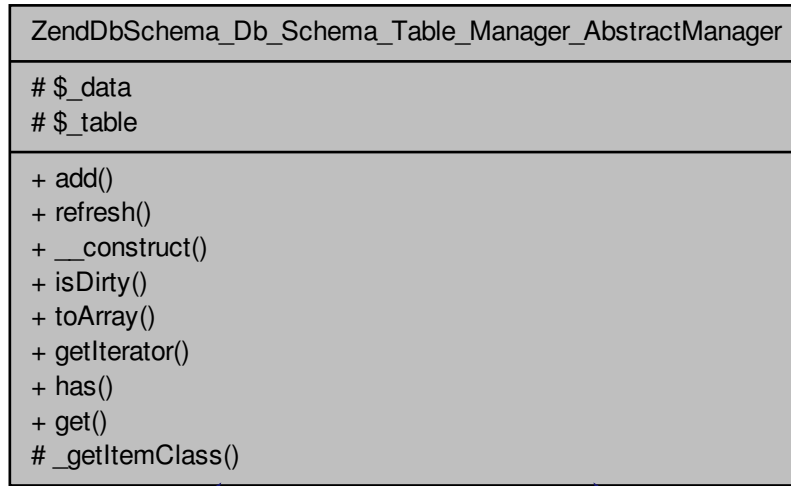 ZendDbSchema_Db_Schema_Table_Manager_AbstractManager
# $_data
# $_table
+ add()
+ refresh()
+ __construct()
+ isDirty()
+ toArray()
+ getIterator()
+ has()
+ get()
# _getItemClass()